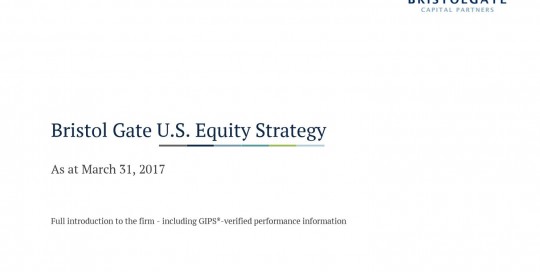 BRISTOLGATE
CAPITAL PARTNERS
Bristol Gate U.S. Equity Strategy
As at March 31, 2017
Full introduction to the firm - including GIPS®-verified performance information